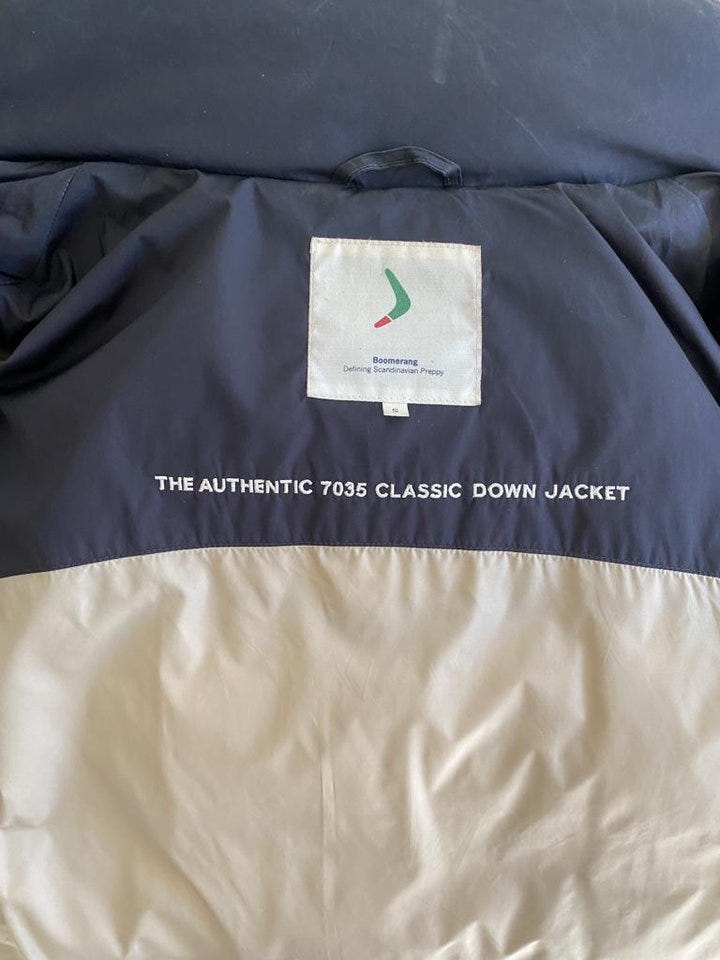 Boomerang
Defining Scandinavian Preppy
THE AUTHENTIC 7035 CLASSIC DOWN JACKET